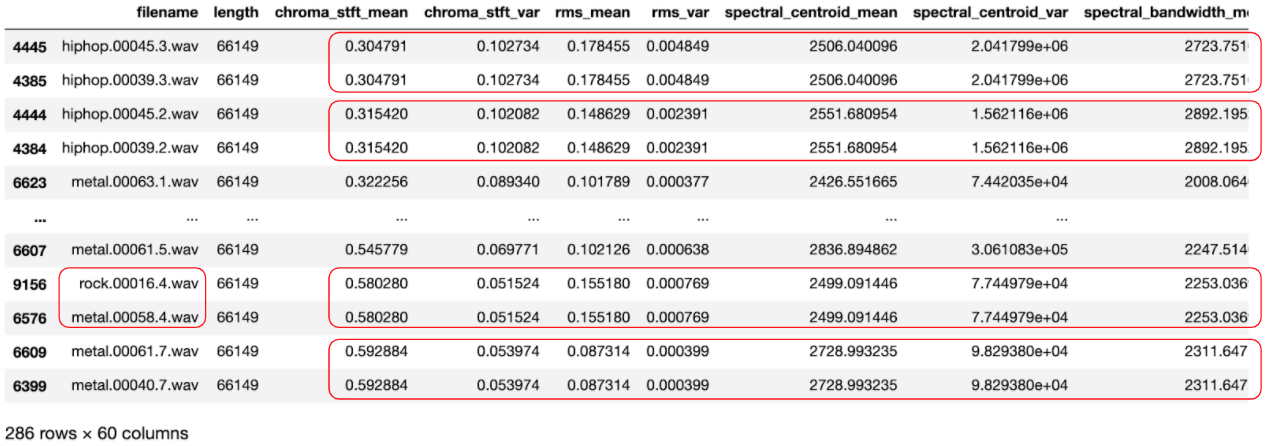 filename length chroma_stft_mean chroma_stft_var rms_mean rms_var spectral_centroid_mean spectral_centroid_var spectral_bandwidth_m
4445 hiphop.00045.3.wav 66149 0.304791 0.102734 0.178455 0.004849 2506.040096 2.041799e+06 2723.751
4385 hiphop.00039.3.wav 66149 0.304791 0.102734 0.178455 0.004849 2506.040096 2.041799e+06 2723.751
4444 hiphop.00045.2.wav 66149 0.315420 0.102082 0.148629 0.002391 2551.680954 1.562116e+06 2892.195
4384 hiphop.00039.2.wav 66149 0.315420 0.102082 0.148629 0.002391 2551.680954 1.562116e+06 2892.195
6623 metal.00063.1.wav 66149 0.322256 0.089340 0.101789 0.000377 2426.551665 7.442035e+04 2008.064
... ... ... ... ... ... ... ... ...
6607 metal.00061.5.wav 66149 0.545779 0.069771 0.102126 0.000638 2836.894862 3.061083e+05 2247.514
9156 rock.00016.4.wav 66149 0.580280 0.051524 0.155180 0.000769 2499.091446 7.744979e+04 2253.036
6576 metal.00058.4.wav 66149 0.580280 0.051524 0.155180 0.000769 2499.091446 7.744979e+04 2253.036
6609 metal.00061.7.wav 66149 0.592884 0.053974 0.087314 0.000399 2728.993235 9.829380e+04 2311.647
6399 metal.00040.7.wav 66149 0.592884 0.053974 0.087314 0.000399 2728.993235 9.829380e+04 2311.647
286 rows × 60 columns